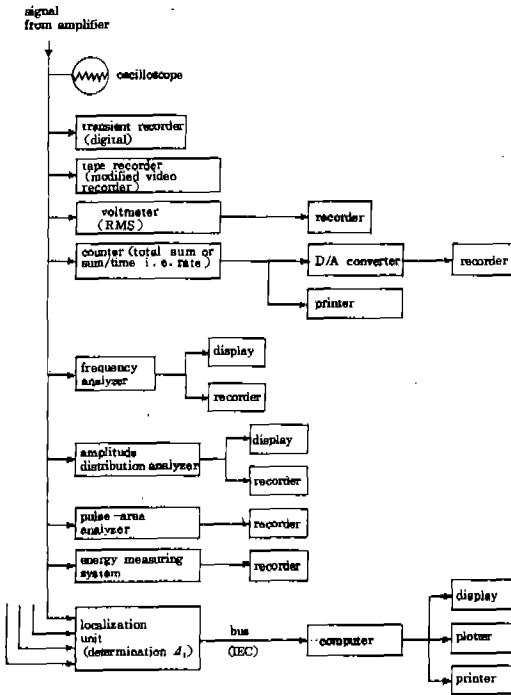 signal
from amplifier
oscilloscope
transient recorder
(digital)
tape recorder
(modified video
recorder)
voltmeter
(RMS)
recorder
counter (total sum or
sum/time i.e. rate)
D/A converter
recorder
printer
frequency
analyzer
display
recorder
amplitude
distribution analyzer
display
recorder
pulse-area
analyzer
recorder
energy measuring
system
recorder
localization
unit
(determination Δ
bus
(IEC)
computer
display
plotter
printer